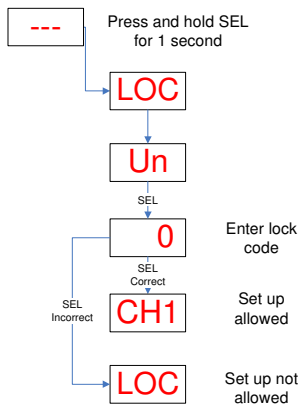 ---
Press and hold SEL
for 1 second
LOC
Un
SEL
0
Enter lock
code
SEL
Correct
SEL
Incorrect
CH1
Set up
allowed
LOC
Set up not
allowed